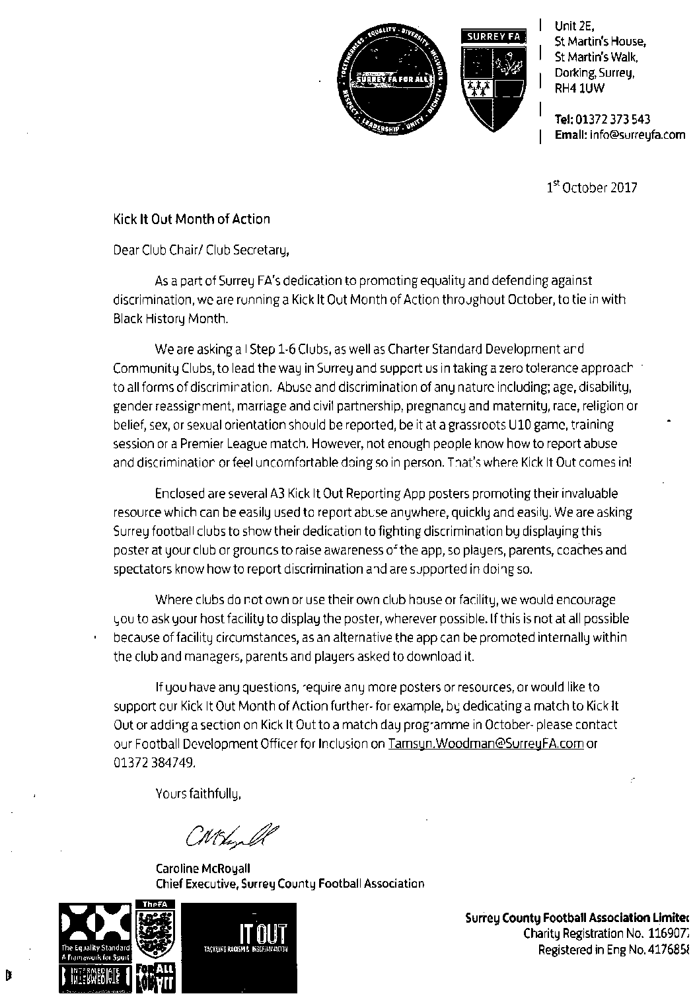 EQUALITY · DIVERSITY · INCLUSION · DIGNITY · UNITY · LEADERSHIP · RESPECT · TOGETHERNESS
SURREY FA FOR ALL
SURREY FA
Unit 2E,
St Martin's House,
St Martin's Walk,
Dorking, Surrey,
RH4 1UW
Tel: 01372 373 543
Email: info@surreyfa.com
1st October 2017
Kick It Out Month of Action
Dear Club Chair/ Club Secretary,
As a part of Surrey FA's dedication to promoting equality and defending against
discrimination, we are running a Kick It Out Month of Action throughout October, to tie in with
Black History Month.
We are asking all Step 1-6 Clubs, as well as Charter Standard Development and
Community Clubs, to lead the way in Surrey and support us in taking a zero tolerance approach
to all forms of discrimination. Abuse and discrimination of any nature including; age, disability,
gender reassignment, marriage and civil partnership, pregnancy and maternity, race, religion or
belief, sex, or sexual orientation should be reported, be it at a grassroots U10 game, training
session or a Premier League match. However, not enough people know how to report abuse
and discrimination or feel uncomfortable doing so in person. That's where Kick It Out comes in!
Enclosed are several A3 Kick It Out Reporting App posters promoting their invaluable
resource which can be easily used to report abuse anywhere, quickly and easily. We are asking
Surrey football clubs to show their dedication to fighting discrimination by displaying this
poster at your club or grounds to raise awareness of the app, so players, parents, coaches and
spectators know how to report discrimination and are supported in doing so.
Where clubs do not own or use their own club house or facility, we would encourage
you to ask your host facility to display the poster, wherever possible. If this is not at all possible
because of facility circumstances, as an alternative the app can be promoted internally within
the club and managers, parents and players asked to download it.
If you have any questions, require any more posters or resources, or would like to
support our Kick It Out Month of Action further- for example, by dedicating a match to Kick It
Out or adding a section on Kick It Out to a match day programme in October- please contact
our Football Development Officer for Inclusion on Tamsyn.Woodman@SurreyFA.com or
01372 384749.
Yours faithfully,
Caroline McRoyall
Chief Executive, Surrey County Football Association
The Equality Standard
A Framework for Sport
INTERMEDIATE
TheFA
FOR ALL
IT OUT
TACKLING RACISM & DISCRIMINATION
Surrey County Football Association Limited
Charity Registration No. 116907
Registered in Eng No. 417685